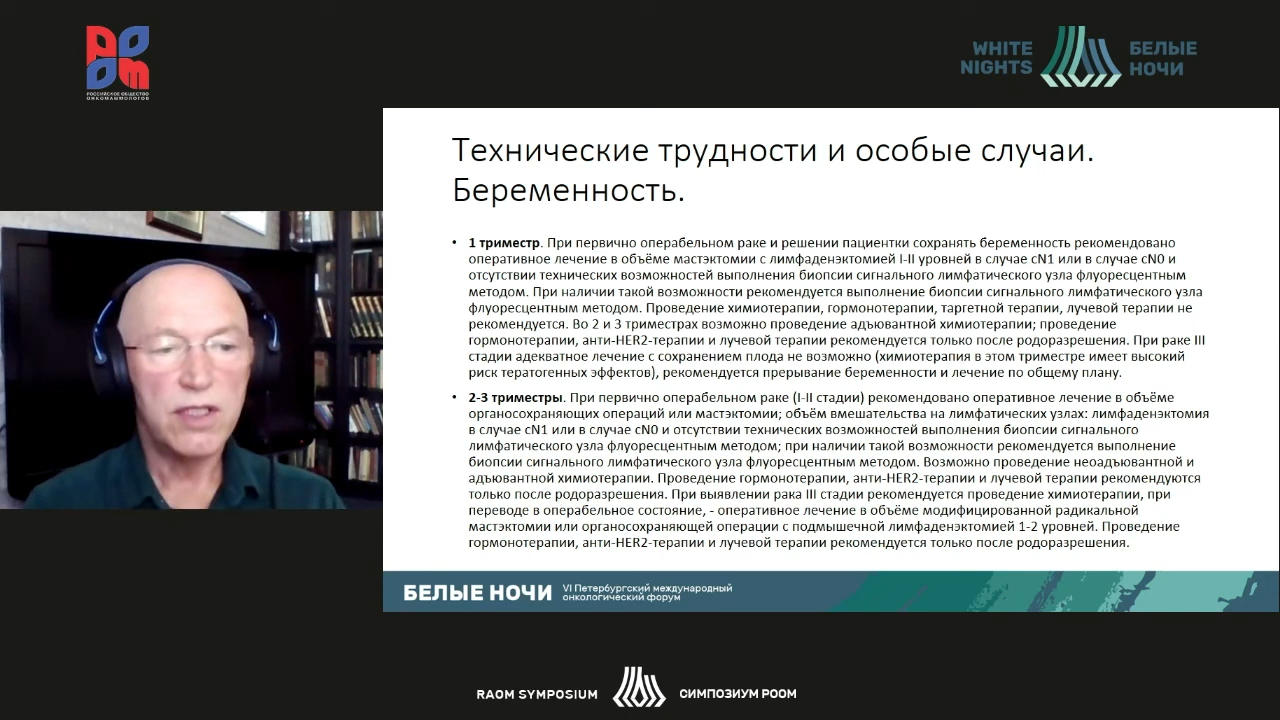 РОССИЙСКОЕ ОБЩЕСТВО
ОНКОМАММОЛОГОВ
WHITE
NIGHTS
БЕЛЫЕ
НОЧИ
Технические трудности и особые случаи.
Беременность.
• 1 триместр. При первично операбельном раке и решении пациентки сохранять беременность рекомендовано
оперативное лечение в объёме мастэктомии с лимфаденэктомией I-II уровней в случае cN1 или в случае cN0 и
отсутствии технических возможностей выполнения биопсии сигнального лимфатического узла флуоресцентным
методом. При наличии такой возможности рекомендуется выполнение биопсии сигнального лимфатического узла
флуоресцентным методом. Проведение химиотерапии, гормонотерапии, таргетной терапии, лучевой терапии не
рекомендуется. Во 2 и 3 триместрах возможно проведение адъювантной химиотерапии; проведение
гормонотерапии, анти-HER2-терапии и лучевой терапии рекомендуется только после родоразрешения. При раке III
стадии адекватное лечение с сохранением плода не возможно (химиотерапия в этом триместре имеет высокий
риск тератогенных эффектов), рекомендуется прерывание беременности и лечение по общему плану.
• 2-3 триместры. При первично операбельном раке (I-II стадии) рекомендовано оперативное лечение в объёме
органосохраняющих операций или мастэктомии; объём вмешательства на лимфатических узлах: лимфаденэктомия
в случае cN1 или в случае cN0 и отсутствии технических возможностей выполнения биопсии сигнального
лимфатического узла флуоресцентным методом; при наличии такой возможности рекомендуется выполнение
биопсии сигнального лимфатического узла флуоресцентным методом. Возможно проведение неоадъювантной и
адъювантной химиотерапии. Проведение гормонотерапии, анти-HER2-терапии и лучевой терапии рекомендуются
только после родоразрешения. При выявлении рака III стадии рекомендуется проведение химиотерапии, при
переводе в операбельное состояние, - оперативное лечение в объёме модифицированной радикальной
мастэктомии или органосохраняющей операции с подмышечной лимфаденэктомией 1-2 уровней. Проведение
гормонотерапии, анти-HER2-терапии и лучевой терапии рекомендуется только после родоразрешения.
БЕЛЫЕ НОЧИ
VI Петербургский международный
онкологический форум
RAOM SYMPOSIUM
СИМПОЗИУМ РООМ